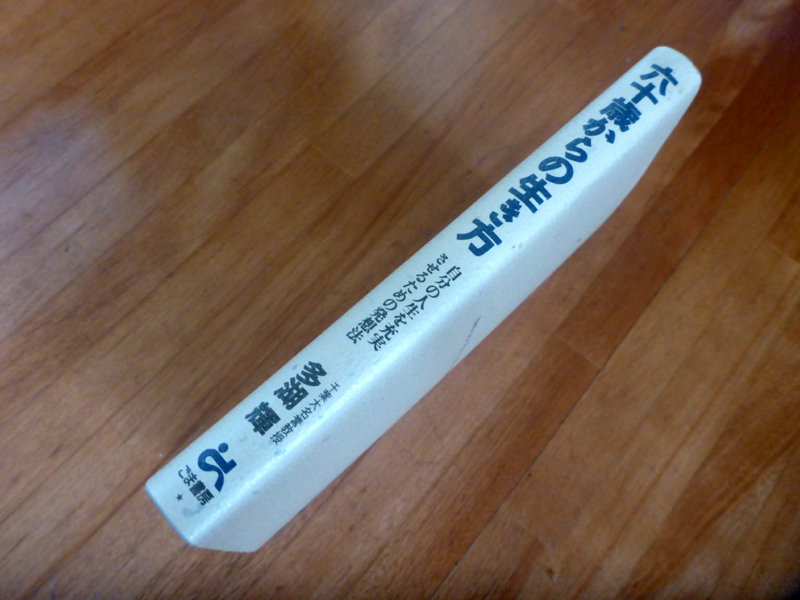 六十歳からの生き方
自分の人生を充実
させるための発想法
千葉大名誉教授
多湖 輝
ごま書房
★